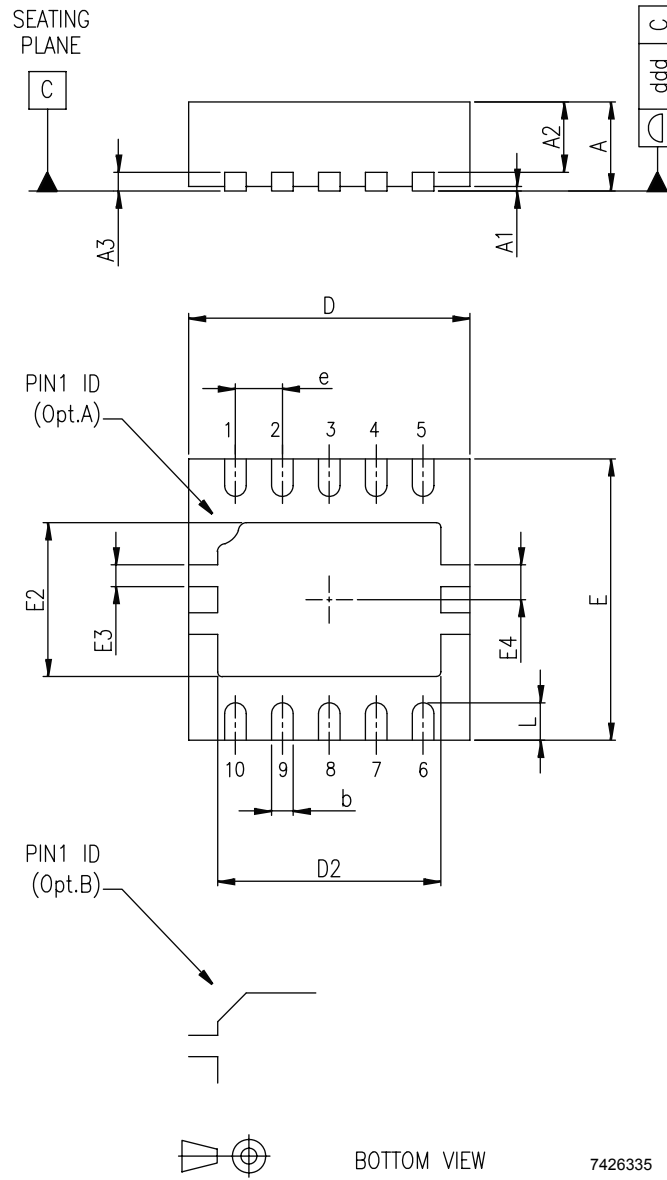 SEATING
PLANE
C
C
ddd
A2
A
A3
A1
D
PIN1 ID
(Opt.A)
e
1 2 3 4 5
E2
E3
E4
E
L
10 9 8 7 6
b
PIN1 ID
(Opt.B)
D2
BOTTOM VIEW
7426335